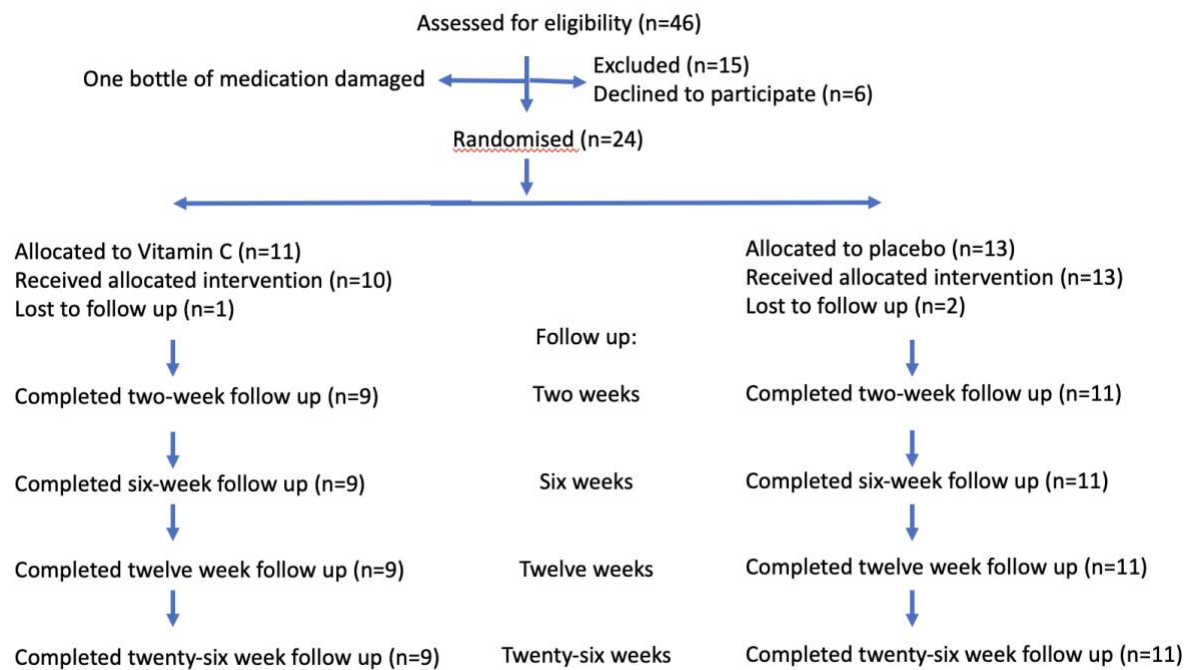 Assessed for eligibility (n=46)
One bottle of medication damaged
Excluded (n=15)
Declined to participate (n=6)
Randomised (n=24)
Allocated to Vitamin C (n=11)
Received allocated intervention (n=10)
Lost to follow up (n=1)
Allocated to placebo (n=13)
Received allocated intervention (n=13)
Lost to follow up (n=2)
Follow up:
Completed two-week follow up (n=9)
Two weeks
Completed two-week follow up (n=11)
Completed six-week follow up (n=9)
Six weeks
Completed six-week follow up (n=11)
Completed twelve week follow up (n=9)
Twelve weeks
Completed twelve week follow up (n=11)
Completed twenty-six week follow up (n=9)
Twenty-six weeks
Completed twenty-six week follow up (n=11)